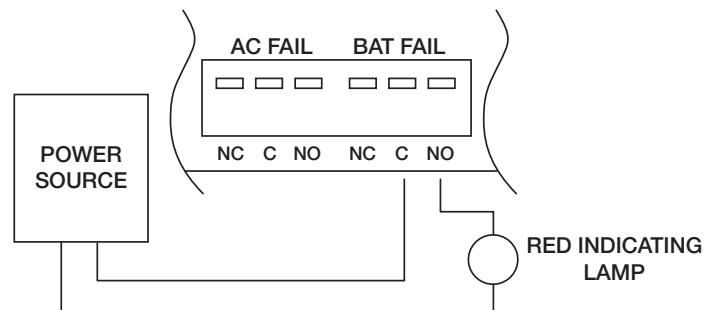 AC FAIL BAT FAIL
NC C NO NC C NO
POWER
SOURCE
RED INDICATING
LAMP